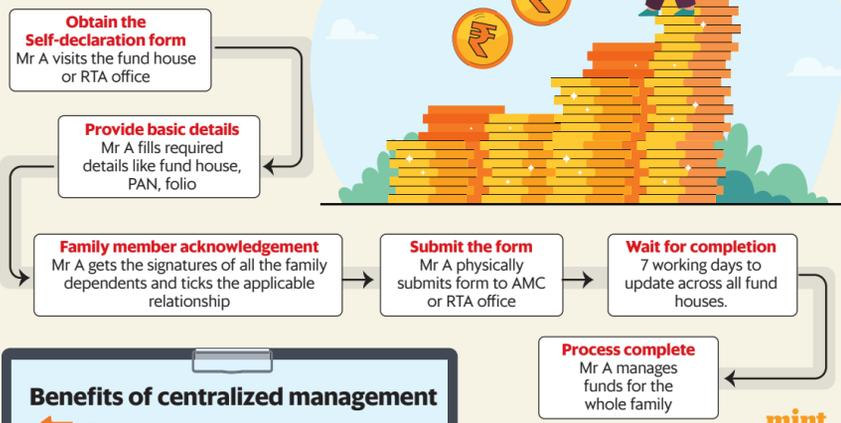 Obtain the
Self-declaration form
Mr A visits the fund house
or RTA office
Provide basic details
Mr A fills required
details like fund house,
PAN, folio
Family member acknowledgement
Mr A gets the signatures of all the family
dependents and ticks the applicable
relationship
Submit the form
Mr A physically
submits form to AMC
or RTA office
Wait for completion
7 working days to
update across all fund
houses.
Process complete
Mr A manages
funds for the
whole family
Benefits of centralized management
mint